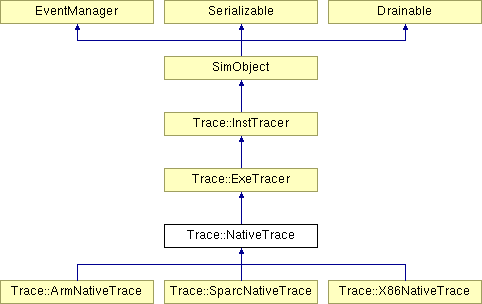 EventManager
Serializable
Drainable
SimObject
Trace::InstTracer
Trace::ExeTracer
Trace::NativeTrace
Trace::ArmNativeTrace
Trace::SparcNativeTrace
Trace::X86NativeTrace